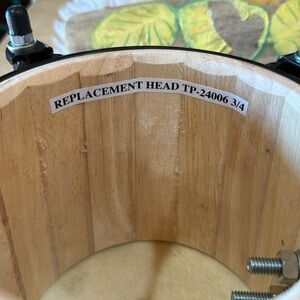 REPLACEMENT HEAD TP-24006 3/4